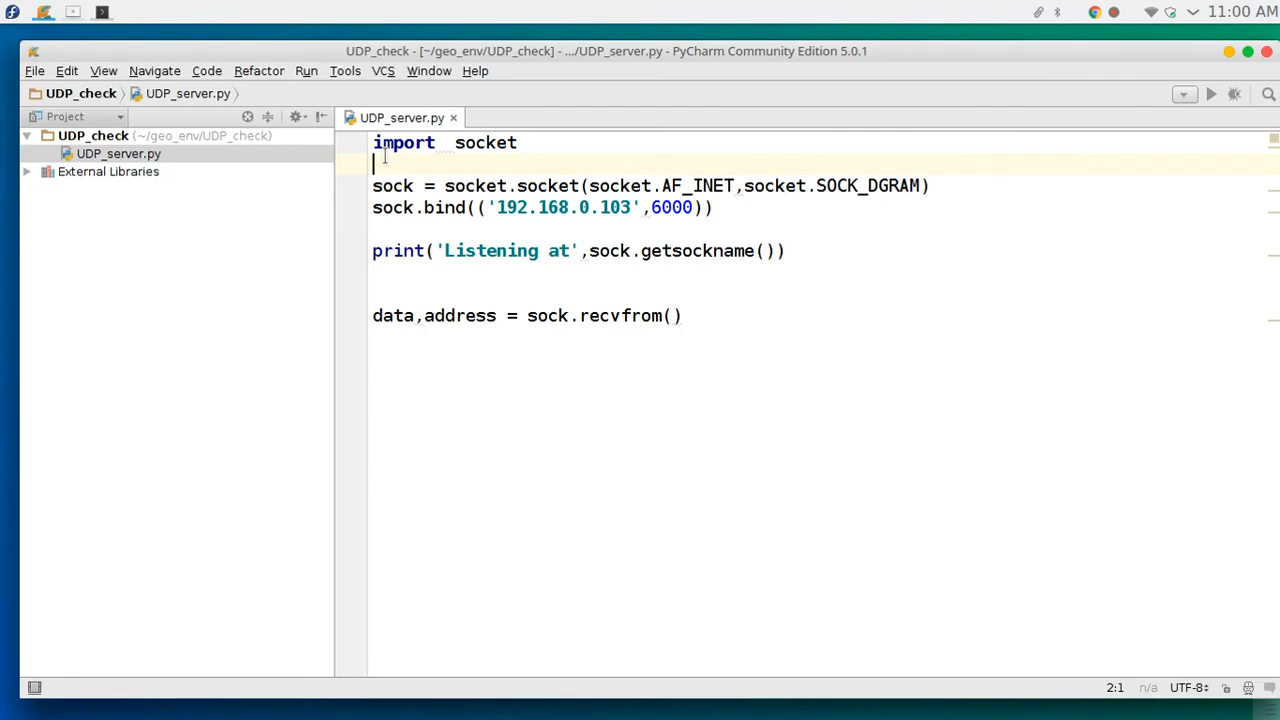 11:00 AM
UDP_check - [~/geo_env/UDP_check] - .../UDP_server.py - PyCharm Community Edition 5.0.1
File Edit View Navigate Code Refactor Run Tools VCS Window Help
UDP_check UDP_server.py
Project
UDP_server.py
UDP_check (~/geo_env/UDP_check)
UDP_server.py
External Libraries
import  socket
sock = socket.socket(socket.AF_INET,socket.SOCK_DGRAM)
sock.bind(('192.168.0.103',6000))
print('Listening at',sock.getsockname())
data,address = sock.recvfrom()
2:1 n/a UTF-8